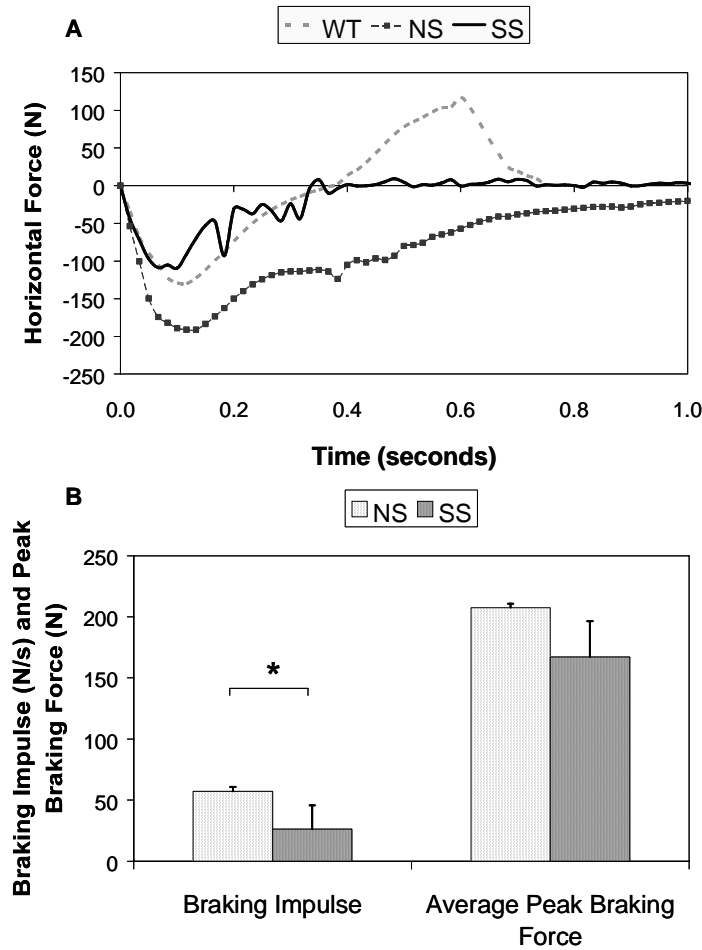 A
WT NS SS
Horizontal Force (N)
150
100
50
0
-50
-100
-150
-200
-250
0.0 0.2 0.4 0.6 0.8 1.0
Time (seconds)
B
NS SS
Braking Impulse (N/s) and Peak
Braking Force (N)
250
200
150
100
50
0
*
Braking Impulse
Average Peak Braking
Force